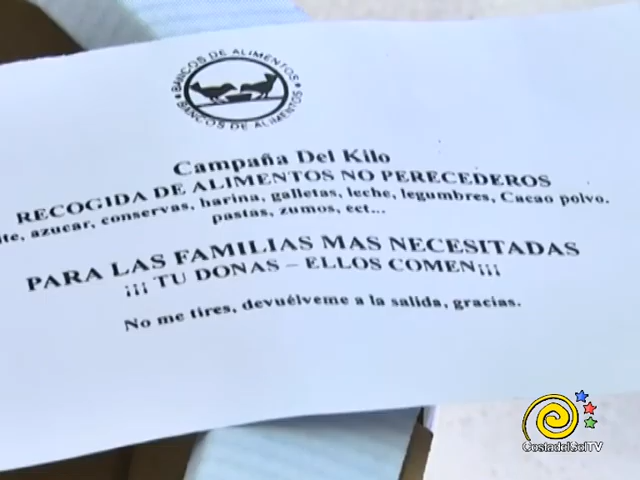 BANCOS DE ALIMENTOS
BANCOS DE ALIMENTOS
Campaña Del Kilo
RECOGIDA DE ALIMENTOS NO PERECEDEROS
azucar, conservas, harina, galletas, leche, legumbres, Cacao polvo.
pastas, zumos, ect...
PARA LAS FAMILIAS MAS NECESITADAS
¡¡¡ TU DONAS – ELLOS COMEN¡¡¡
No me tires, devuélveme a la salida, gracias.
CostadelSolTV